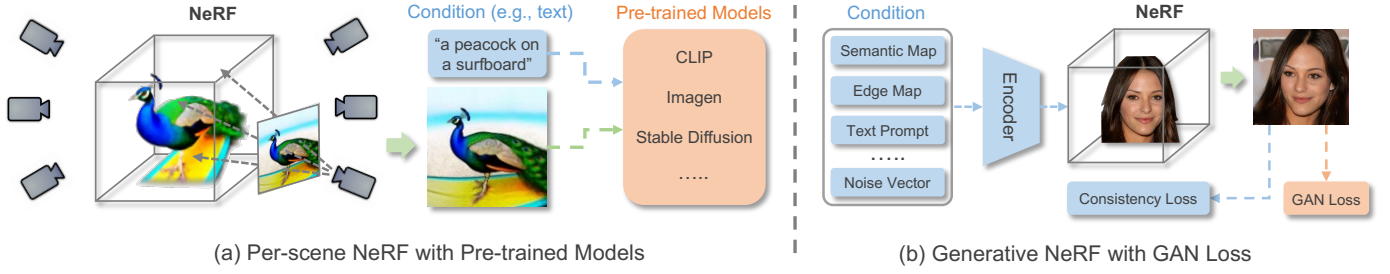 NeRF
Condition (e.g., text)
Pre-trained Models
“a peacock on
a surfboard”
CLIP
Imagen
Stable Diffusion
.....
(a) Per-scene NeRF with Pre-trained Models
Condition
Semantic Map
Edge Map
Text Prompt
.....
Noise Vector
Encoder
NeRF
Consistency Loss
GAN Loss
(b) Generative NeRF with GAN Loss